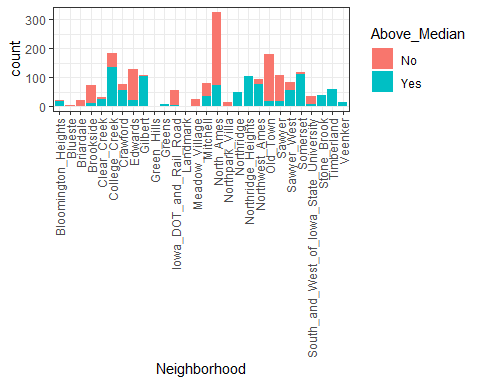 300
200
100
0
count
Above_Median
No
Yes
Bloomington_Heights
Blueste
Briardale
Brookside
Clear_Creek
College_Creek
Crawford
Edwards
Gilbert
Green_Hills
Greens
Iowa_DOT_and_Rail_Road
Landmark
Meadow_Village
Mitchell
North_Ames
Northpark_Villa
Northridge
Northridge_Heights
Northwest_Ames
Old_Town
Sawyer
Sawyer_West
Somerset
South_and_West_of_Iowa_State_University
Stone_Brook
Timberland
Veenker
Neighborhood